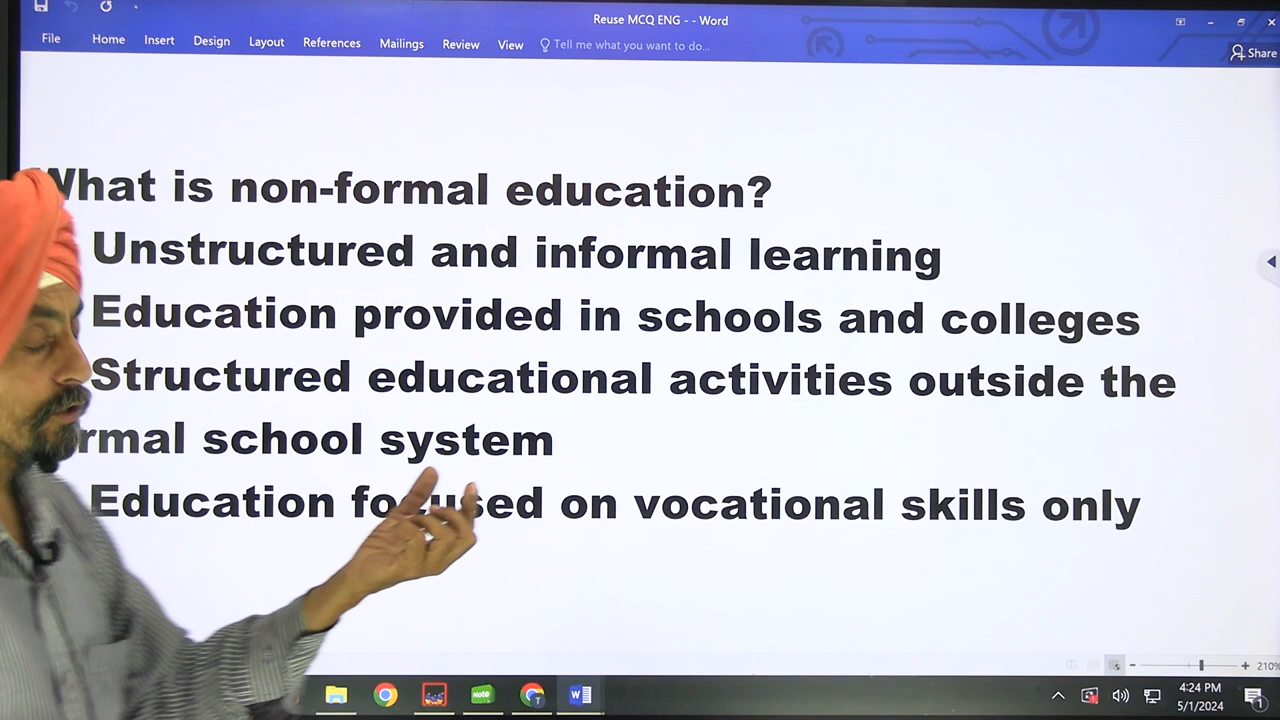 Reuse MCQ ENG - - Word
File Home Insert Design Layout References Mailings Review View Tell me what you want to do... Share
What is non-formal education?
Unstructured and informal learning
Education provided in schools and colleges
Structured educational activities outside the
rmal school system
Education focused on vocational skills only
210%
Note
4:24 PM
5/1/2024